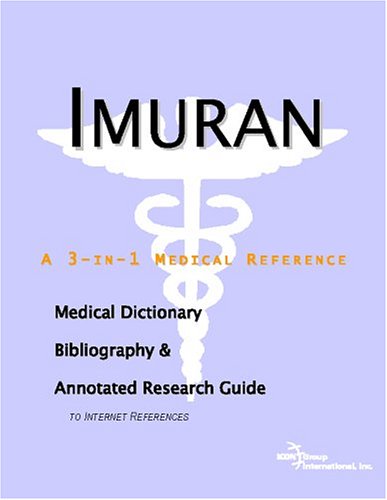 IMURAN
A 3-IN-1 MEDICAL REFERENCE
Medical Dictionary
Bibliography &
Annotated Research Guide
TO INTERNET REFERENCES
ICON Group
International, Inc.